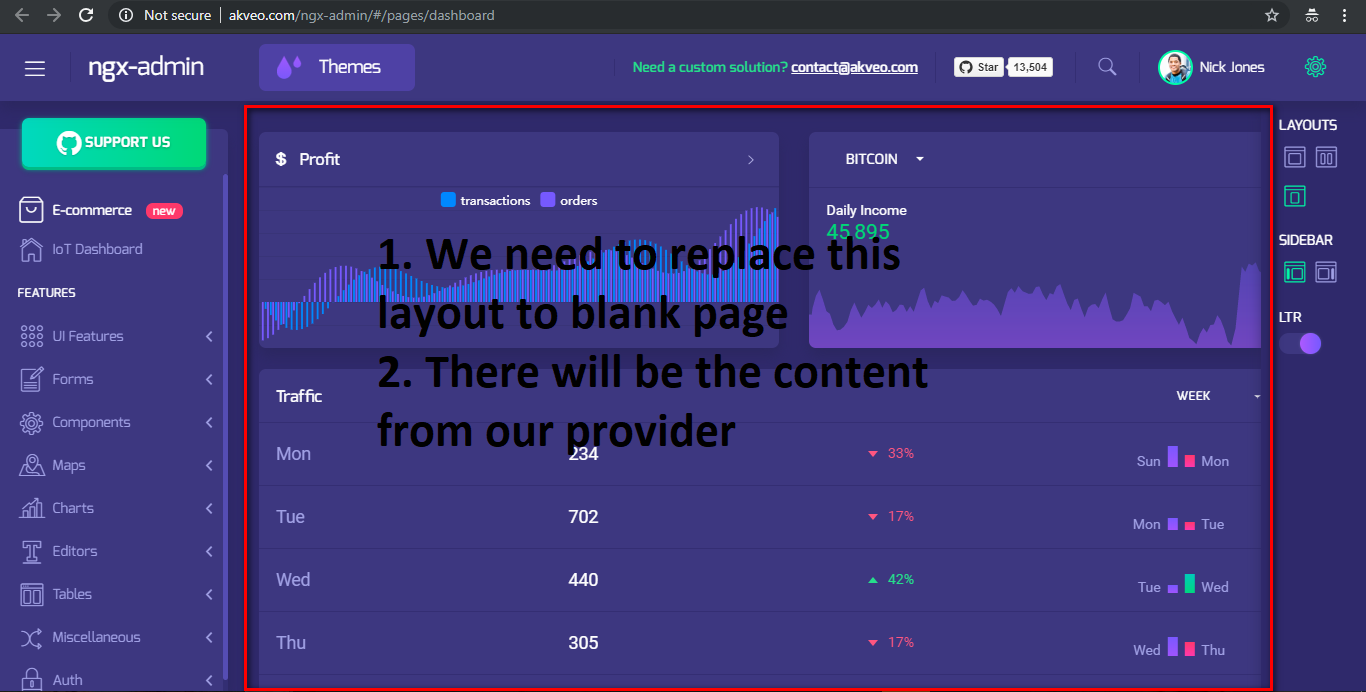 Not secure | akveo.com/ngx-admin/#/pages/dashboard
ngx-admin
Themes
Need a custom solution? contact@akveo.com
Star
13,504
Nick Jones
SUPPORT US
E-commerce new
IoT Dashboard
FEATURES
UI Features
Forms
Components
Maps
Charts
Editors
Tables
Miscellaneous
Auth
$ Profit
transactions orders
BITCOIN
Daily Income
45 895
1. We need to replace this
layout to blank page
2. There will be the content
from our provider
Traffic
WEEK
Mon 234 33% Sun Mon
Tue 702 17% Mon Tue
Wed 440 42% Tue Wed
Thu 305 17% Wed Thu
LAYOUTS
SIDEBAR
LTR